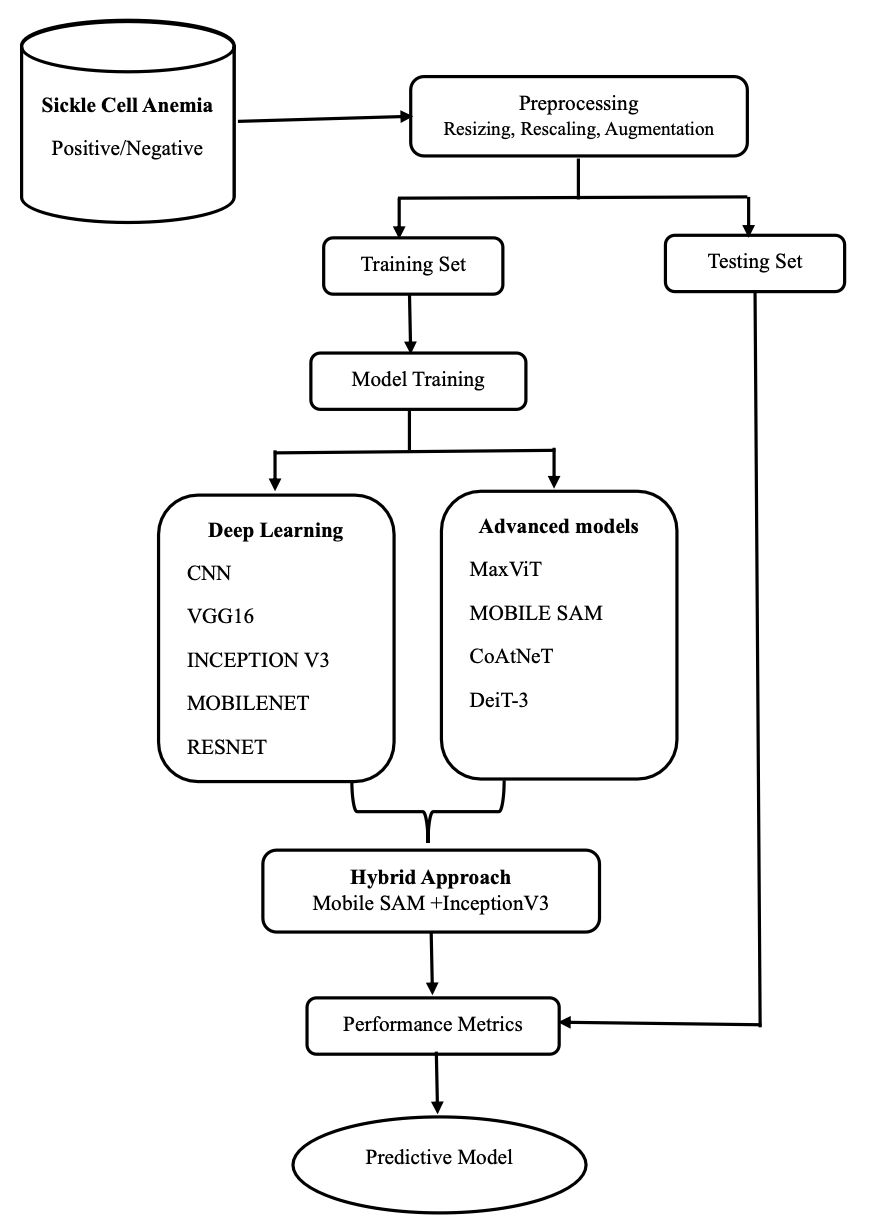 Sickle Cell Anemia
Positive/Negative
Preprocessing
Resizing, Rescaling, Augmentation
Training Set
Testing Set
Model Training
Deep Learning
CNN
VGG16
INCEPTION V3
MOBILENET
RESNET
Advanced models
MaxViT
MOBILE SAM
CoAtNeT
DeiT-3
Hybrid Approach
Mobile SAM +InceptionV3
Performance Metrics
Predictive Model